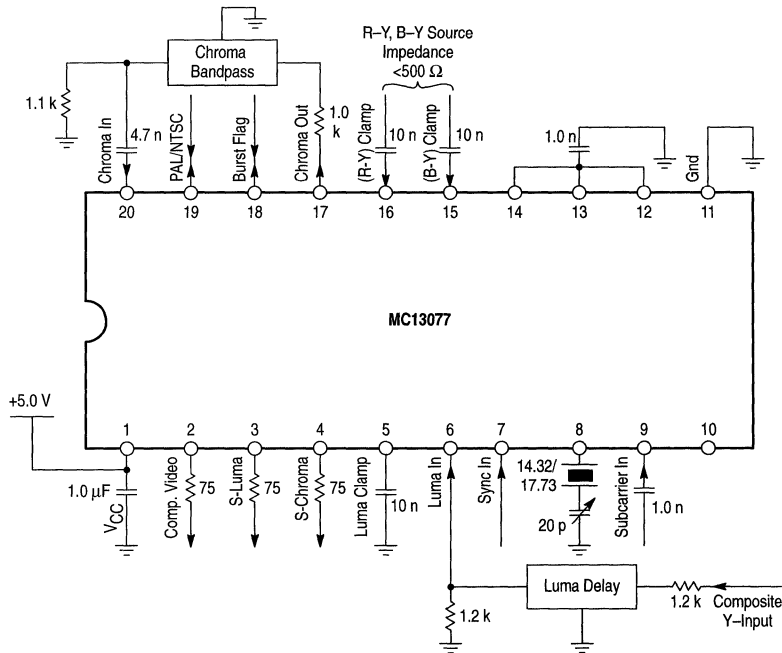 R–Y, B–Y Source
Impedance
<500 Ω
Chroma
Bandpass
1.1 k
Chroma In
4.7 n
PAL/NTSC
Burst Flag
Chroma Out
1.0
k
(R-Y) Clamp
10 n
(B-Y) Clamp
10 n
1.0 n
Gnd
20
19
18
17
16
15
14
13
12
11
MC13077
+5.0 V
1
2
3
4
5
6
7
8
9
10
1.0 µF
VCC
Comp. Video
75
S-Luma
75
S-Chroma
75
Luma Clamp
10 n
Luma In
Sync In
14.32/
17.73
20 p
Subcarrier In
1.0 n
1.2 k
Luma Delay
1.2 k
Composite
Y–Input